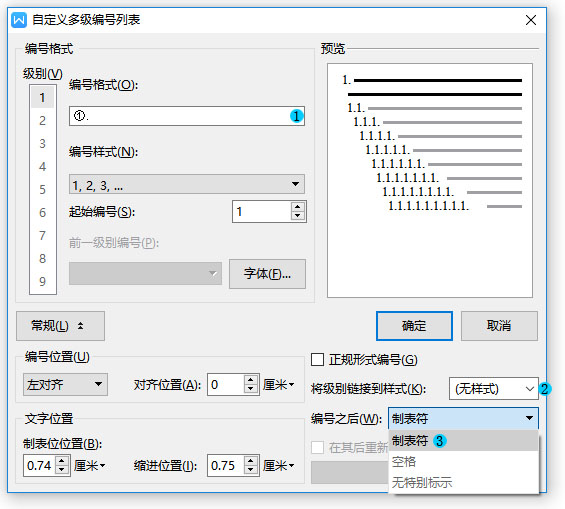 自定义多级编号列表
编号格式
级别(V)
1
2
3
4
5
6
7
8
9
编号格式(O):
①.
1
编号样式(N):
1, 2, 3, ...
起始编号(S):
1
前一级别编号(P):
字体(F)...
预览
1.
1.1.
1.1.1.
1.1.1.1.
1.1.1.1.1.
1.1.1.1.1.1.
1.1.1.1.1.1.1.
1.1.1.1.1.1.1.1.
1.1.1.1.1.1.1.1.1.
常规(L)
确定
取消
编号位置(U)
左对齐
对齐位置(A):
0
厘米
文字位置
制表位位置(B):
0.74
厘米
缩进位置(I):
0.75
厘米
正规形式编号(G)
将级别链接到样式(K):
(无样式)
2
编号之后(W):
制表符
制表符
3
空格
无特别标示
在其后重新